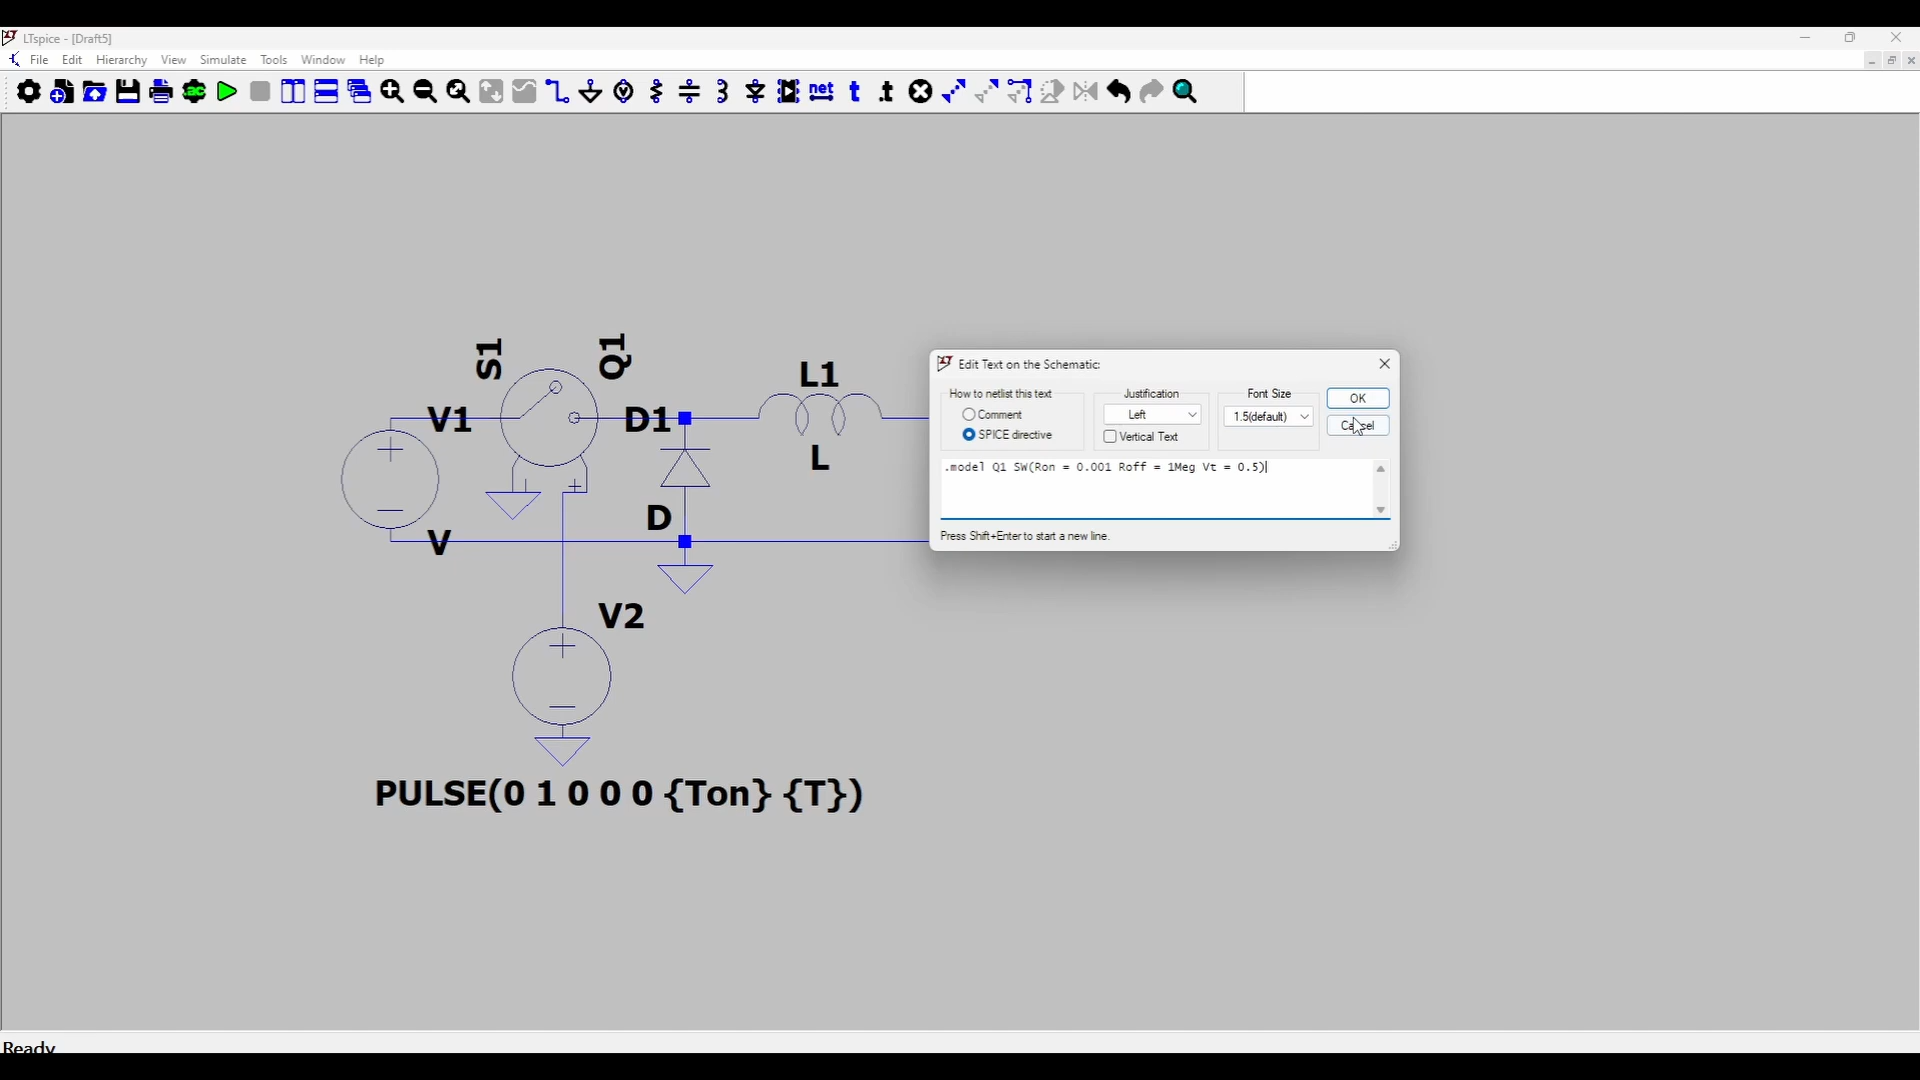 LTspice - [Draft5]
File Edit Hierarchy View Simulate Tools Window Help
ac net t .t
S1
Q1
L1
V1
D1
L
D
V
V2
PULSE(0 1 0 0 0 {Ton} {T})
Edit Text on the Schematic:
How to netlist this text
Comment
SPICE directive
Justification
Left
Vertical Text
Font Size
1.5(default)
OK
Cancel
.model Q1 SW(Ron = 0.001 Roff = 1Meg Vt = 0.5)
Press Shift+Enter to start a new line.
Ready